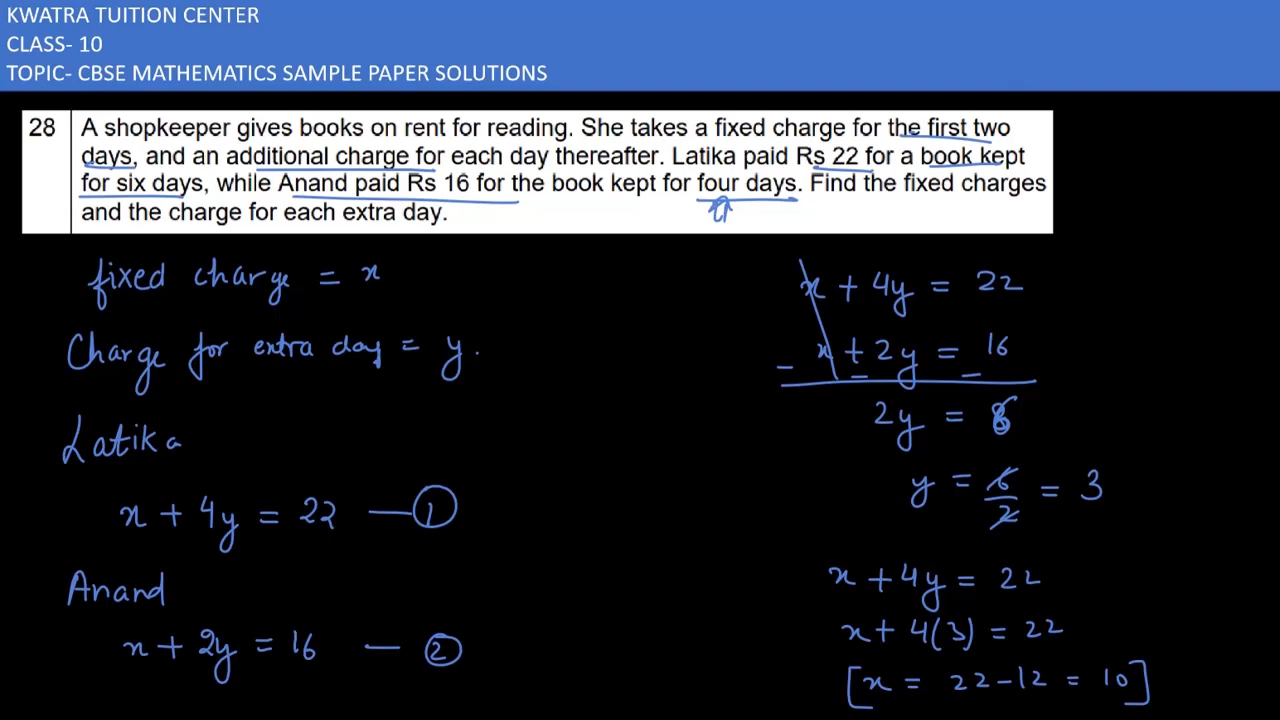 KWATRA TUITION CENTER
CLASS- 10
TOPIC- CBSE MATHEMATICS SAMPLE PAPER SOLUTIONS
28
A shopkeeper gives books on rent for reading. She takes a fixed charge for the first two
days, and an additional charge for each day thereafter. Latika paid Rs 22 for a book kept
for six days, while Anand paid Rs 16 for the book kept for four days. Find the fixed charges
and the charge for each extra day.
fixed charge = x
Charge for extra day = y.
Latika
x + 4y = 22 — 1
Anand
x + 2y = 16 — 2
x + 4y = 22
x + 2y = 16
- - -
2y = 6
y = 6/2 = 3
x + 4y = 22
x + 4(3) = 22
[x = 22-12 = 10]